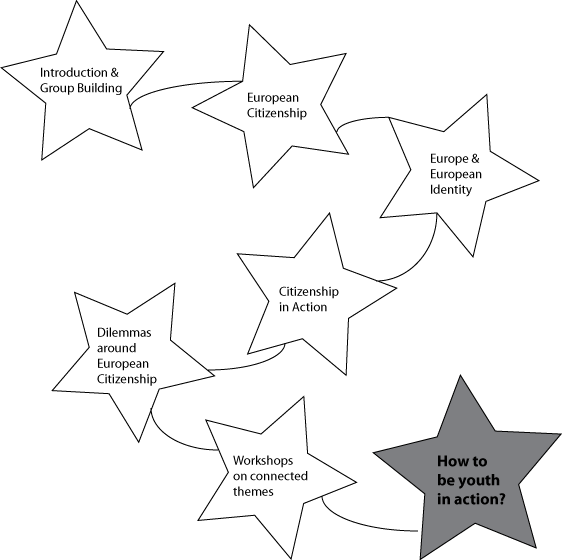 Introduction &
Group Building
European
Citizenship
Europe &
European
Identity
Citizenship
in Action
Dilemmas
around
European
Citizenship
Workshops
on connected
themes
How to
be youth
in action?